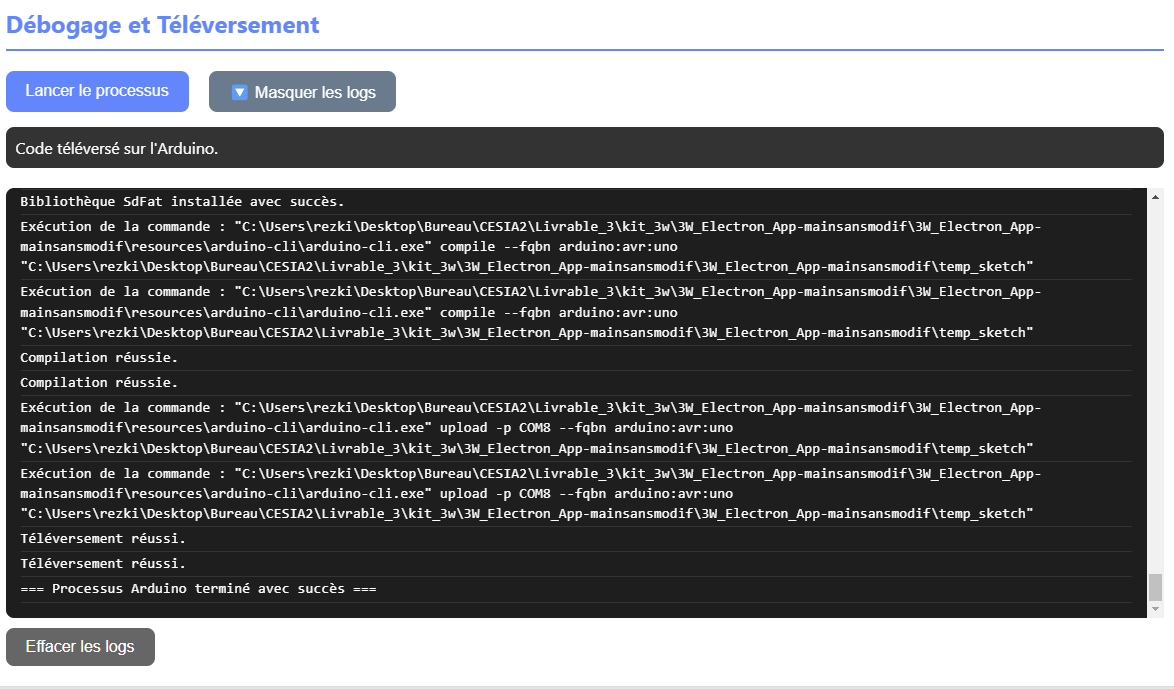 Débogage et Téléversement
Lancer le processus
Masquer les logs
Code téléversé sur l'Arduino.
Bibliothèque SdFat installée avec succès.
Exécution de la commande : "C:\Users\rezki\Desktop\Bureau\CESIA2\Livrable_3\kit_3w\3W_Electron_App-mainsansmodif\3W_Electron_App-
mainsansmodif\resources\arduino-cli\arduino-cli.exe" compile --fqbn arduino:avr:uno
"C:\Users\rezki\Desktop\Bureau\CESIA2\Livrable_3\kit_3w\3W_Electron_App-mainsansmodif\3W_Electron_App-mainsansmodif\temp_sketch"
Exécution de la commande : "C:\Users\rezki\Desktop\Bureau\CESIA2\Livrable_3\kit_3w\3W_Electron_App-mainsansmodif\3W_Electron_App-
mainsansmodif\resources\arduino-cli\arduino-cli.exe" compile --fqbn arduino:avr:uno
"C:\Users\rezki\Desktop\Bureau\CESIA2\Livrable_3\kit_3w\3W_Electron_App-mainsansmodif\3W_Electron_App-mainsansmodif\temp_sketch"
Compilation réussie.
Compilation réussie.
Exécution de la commande : "C:\Users\rezki\Desktop\Bureau\CESIA2\Livrable_3\kit_3w\3W_Electron_App-mainsansmodif\3W_Electron_App-
mainsansmodif\resources\arduino-cli\arduino-cli.exe" upload -p COM8 --fqbn arduino:avr:uno
"C:\Users\rezki\Desktop\Bureau\CESIA2\Livrable_3\kit_3w\3W_Electron_App-mainsansmodif\3W_Electron_App-mainsansmodif\temp_sketch"
Exécution de la commande : "C:\Users\rezki\Desktop\Bureau\CESIA2\Livrable_3\kit_3w\3W_Electron_App-mainsansmodif\3W_Electron_App-
mainsansmodif\resources\arduino-cli\arduino-cli.exe" upload -p COM8 --fqbn arduino:avr:uno
"C:\Users\rezki\Desktop\Bureau\CESIA2\Livrable_3\kit_3w\3W_Electron_App-mainsansmodif\3W_Electron_App-mainsansmodif\temp_sketch"
Téléversement réussi.
Téléversement réussi.
=== Processus Arduino terminé avec succès ===
Effacer les logs